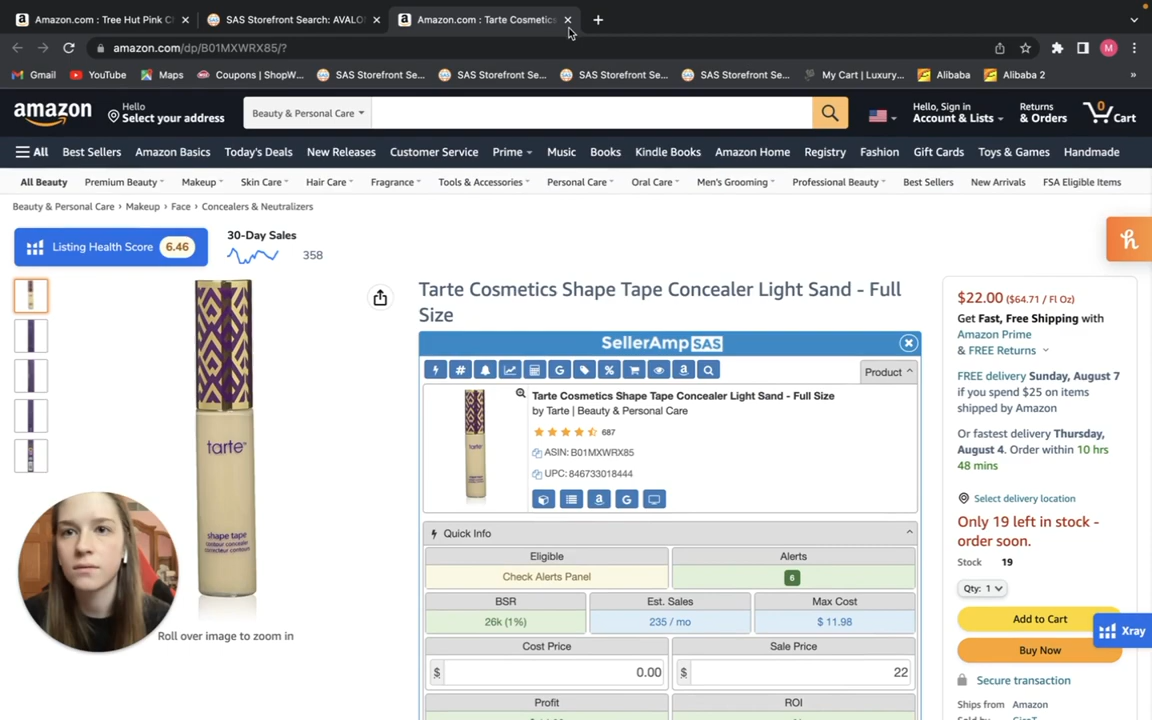 Amazon.com : Tree Hut Pink C
SAS Storefront Search: AVALO
Amazon.com : Tarte Cosmetics
amazon.com/dp/B01MXWRX85/?
M
Gmail
YouTube
Maps
Coupons | ShopW...
SAS Storefront Se...
SAS Storefront Se...
SAS Storefront Se...
SAS Storefront Se...
My Cart | Luxury...
Alibaba
Alibaba 2
»
amazon
Hello
Select your address
Beauty & Personal Care
Hello, Sign in
Account & Lists
Returns
& Orders
0
Cart
All
Best Sellers
Amazon Basics
Today's Deals
New Releases
Customer Service
Prime
Music
Books
Kindle Books
Amazon Home
Registry
Fashion
Gift Cards
Toys & Games
Handmade
All Beauty
Premium Beauty
Makeup
Skin Care
Hair Care
Fragrance
Tools & Accessories
Personal Care
Oral Care
Men's Grooming
Professional Beauty
Best Sellers
New Arrivals
FSA Eligible Items
Beauty & Personal Care › Makeup › Face › Concealers & Neutralizers
Listing Health Score 6.46
30-Day Sales
358
tarte™
shape tape
Roll over image to zoom in
Tarte Cosmetics Shape Tape Concealer Light Sand - Full
Size
SellerAmp SAS
Product
Tarte Cosmetics Shape Tape Concealer Light Sand - Full Size
by Tarte | Beauty & Personal Care
687
ASIN: B01MXWRX85
UPC: 846733018444
tarte
Quick Info
Eligible
Alerts
Check Alerts Panel
6
BSR
Est. Sales
Max Cost
26k (1%)
235 / mo
$ 11.98
Cost Price
Sale Price
$ 0.00
$ 22
Profit
ROI
h
$22.00 ($64.71 / Fl Oz)
Get Fast, Free Shipping with
Amazon Prime
& FREE Returns
FREE delivery Sunday, August 7
if you spend $25 on items
shipped by Amazon
Or fastest delivery Thursday,
August 4. Order within 10 hrs
48 mins
Select delivery location
Only 19 left in stock -
order soon.
Stock 19
Qty: 1
Add to Cart
Xray
Buy Now
Secure transaction
Ships from Amazon
Sold by